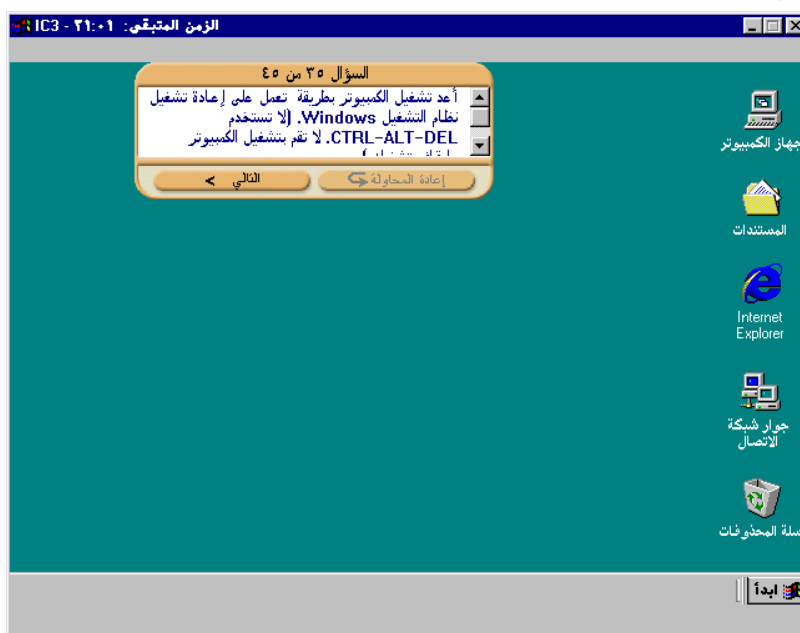 IC3 - ٣١:٠١ الزمن المتبقي:
السؤال ٣٥ من ٤٥
أعد تشغيل الكمبيوتر بطريقة تعمل على إعادة تشغيل
نظام التشغيل Windows. (لا تستخدم
CTRL-ALT-DEL. لا تقم بتشغيل الكمبيوتر
إعادة المحاولة
التالي >
جهاز الكمبيوتر
المستندات
Internet
Explorer
جوار شبكة
الاتصال
سلة المحذوفات
ابدأ